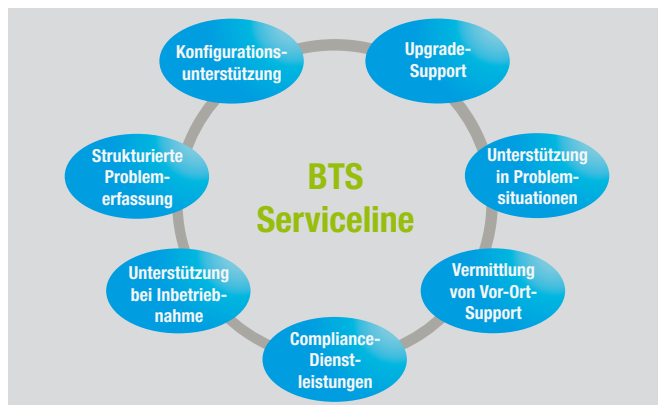 Konfigurations-
unterstützung
Upgrade-
Support
Strukturierte
Problem-
erfassung
BTS
Serviceline
Unterstützung
in Problem-
situationen
Unterstützung
bei Inbetrieb-
nahme
Vermittlung
von Vor-Ort-
Support
Compliance-
Dienst-
leistungen